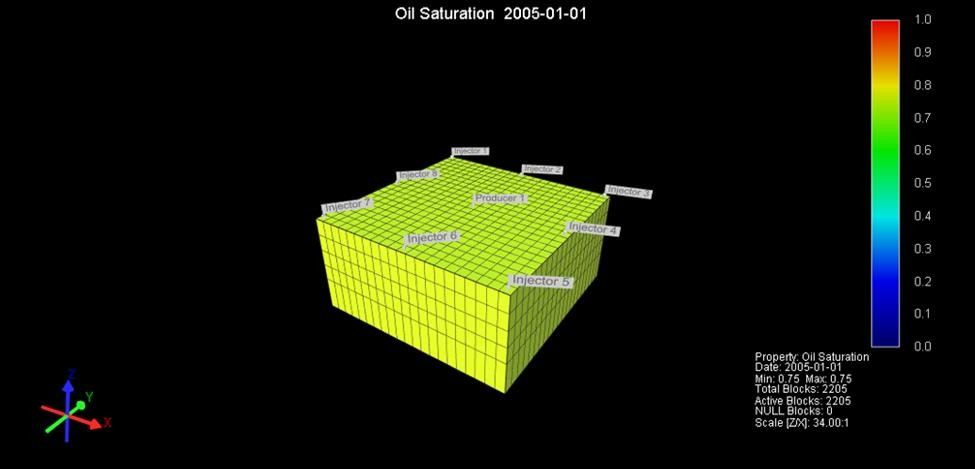 Oil Saturation 2005-01-01
1.0
0.9
0.8
0.7
0.6
0.5
0.4
0.3
0.2
0.1
0.0
Injector 1
Injector 2
Injector 8
Injector 3
Producer 1
Injector 7
Injector 4
Injector 6
Injector 5
Property: Oil Saturation
Date: 2005-01-01
Min: 0.75 Max: 0.75
Total Blocks: 2205
Active Blocks: 2205
NULL Blocks: 0
Scale [Z/X]: 34.00:1
Z
Y
X